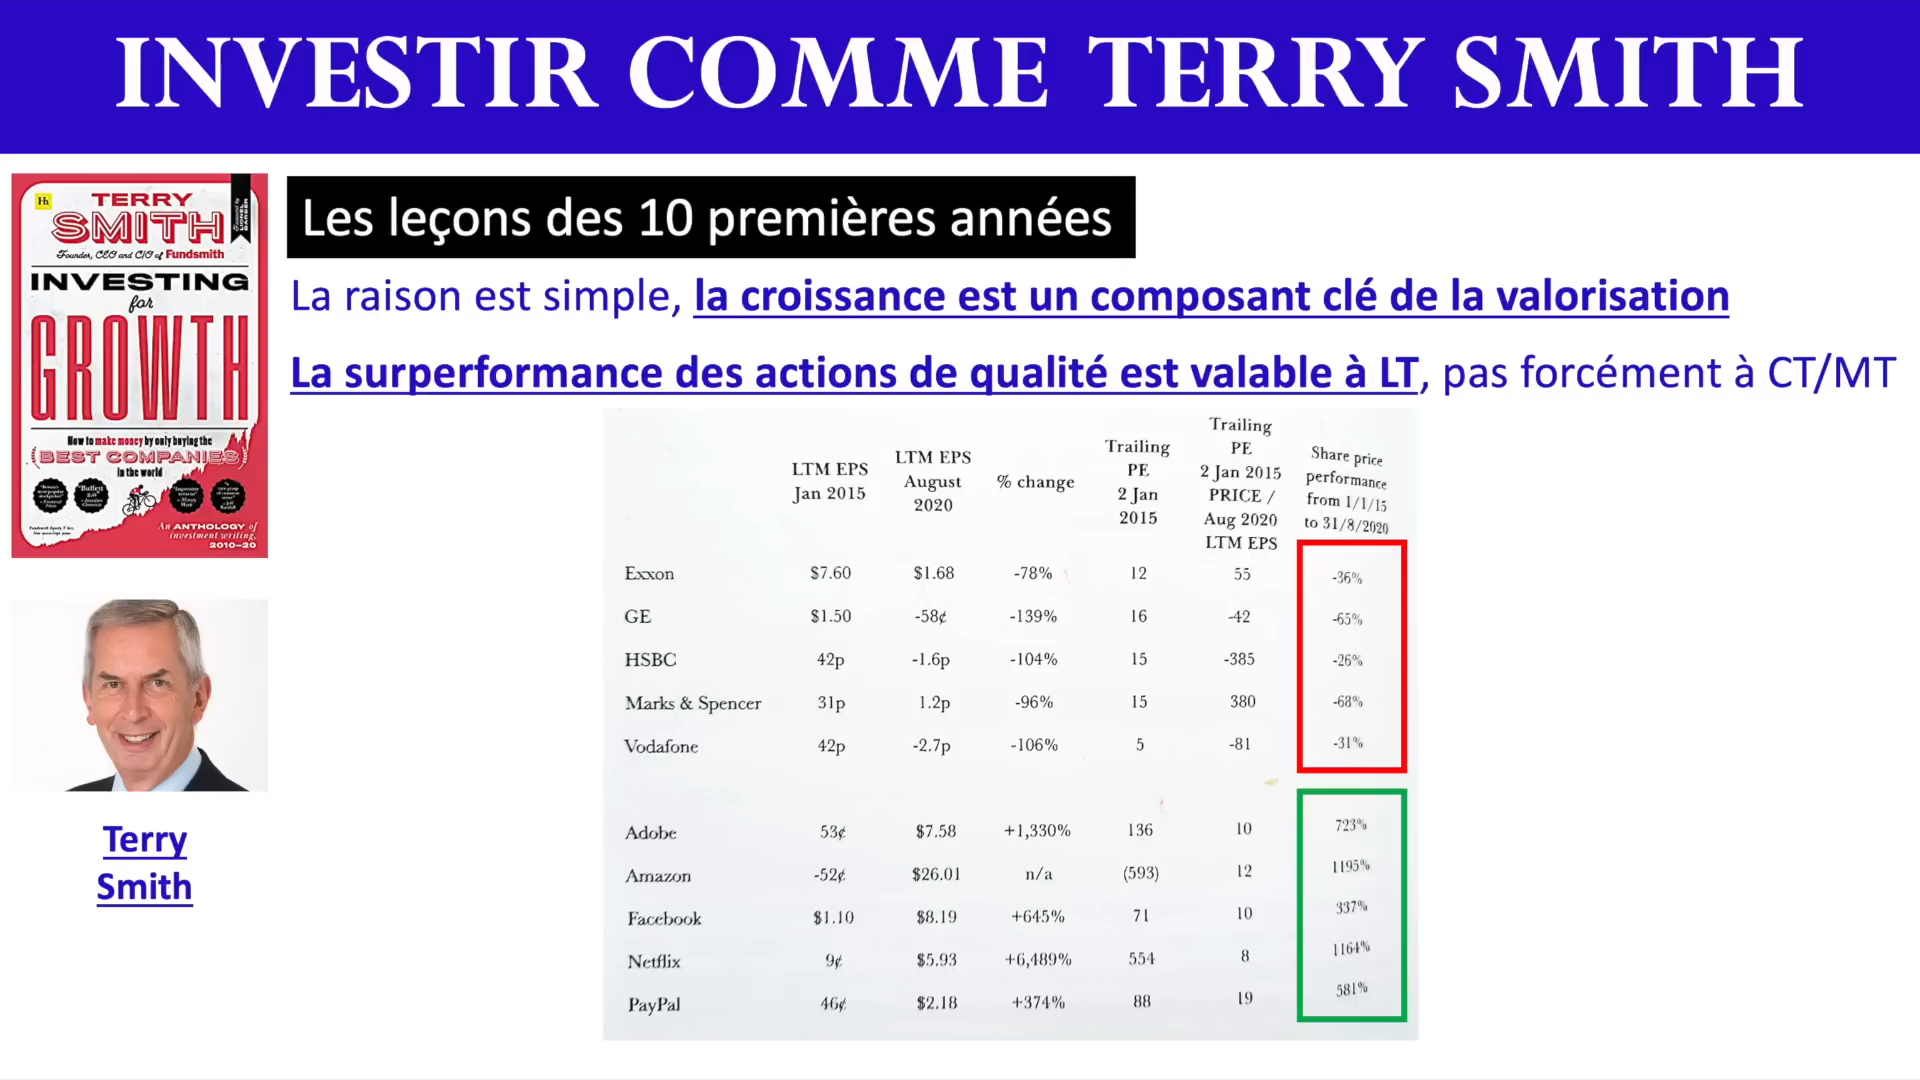 INVESTIR COMME TERRY SMITH
TERRY
SMITH
Founder, CEO and CIO of Fundsmith
INVESTING
for
GROWTH
How to make money by only buying the
BEST COMPANIES
in the world
An ANTHOLOGY of
investment writing,
2010–20
Terry
Smith
Les leçons des 10 premières années
La raison est simple, la croissance est un composant clé de la valorisation
La surperformance des actions de qualité est valable à LT, pas forcément à CT/MT
LTM EPS Jan 2015
LTM EPS August 2020
% change
Trailing PE 2 Jan 2015
Trailing PE 2 Jan 2015 PRICE / Aug 2020 LTM EPS
Share price performance from 1/1/15 to 31/8/2020
Exxon $7.60 $1.68 -78% 12 55 -36%
GE $1.50 -58¢ -139% 16 -42 -65%
HSBC 42p -1.6p -104% 15 -385 -26%
Marks & Spencer 31p 1.2p -96% 15 380 -68%
Vodafone 42p -2.7p -106% 5 -81 -31%
Adobe 53¢ $7.58 +1,330% 136 10 723%
Amazon -52¢ $26.01 n/a (593) 12 1195%
Facebook $1.10 $8.19 +645% 71 10 337%
Netflix 9¢ $5.93 +6,489% 554 8 1164%
PayPal 46¢ $2.18 +374% 88 19 581%